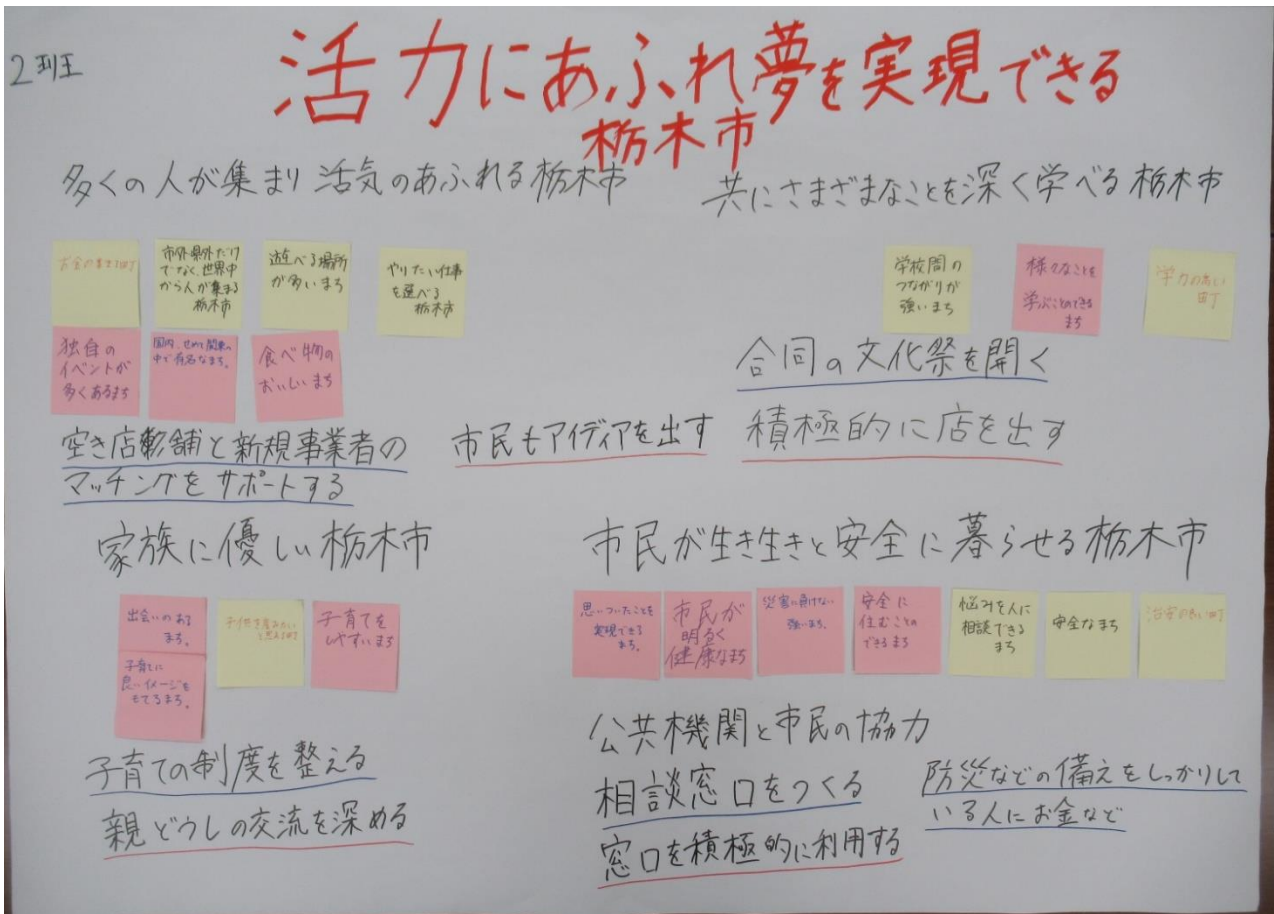 2班
活力にあふれ夢を実現できる
栃木市
多くの人が集まり活気のあふれる栃木市
お金の集まる町
市外県外だけ
でなく、世界中
から人が集まる
栃木市
遊べる場所
が多いまち
やりたい仕事
を選べる
栃木市
独自の
イベントが
多くあるまち
国内、せめて関東の
中で有名なまち。
食べ物の
おいしいまち
空き店舗と新規事業者の
マッチングをサポートする
市民もアイディアを出す
共にさまざまなことを深く学べる栃木市
学校間の
つながりが
強いまち
様々なことを
学ぶことのできる
まち
学力の高い
町
合同の文化祭を開く
積極的に店を出す
家族に優しい栃木市
出会いのある
まち。
子供を産みたい
と思える町
子育てを
しやすいまち
子育てに
良いイメージを
もてるまち。
子育ての制度を整える
親どうしの交流を深める
市民が生き生きと安全に暮らせる栃木市
思いついたことを
実現できる
まち。
市民が
明るく
健康なまち
災害に負けない
強いまち。
安全に
住むことの
できるまち
悩みを人に
相談できる
まち
安全なまち
治安の良い町
公共機関と市民の協力
相談窓口をつくる
窓口を積極的に利用する
防災などの備えをしっかりして
いる人にお金など